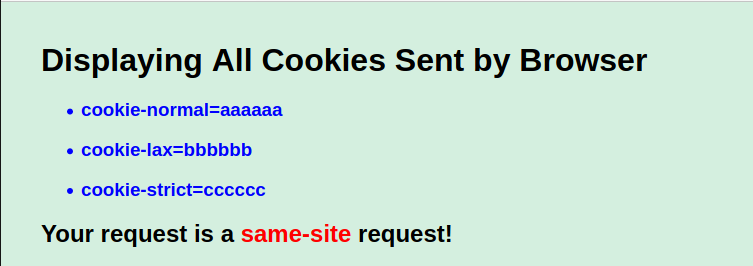 Displaying All Cookies Sent by Browser
• cookie-normal=aaaaaa
• cookie-lax=bbbbbb
• cookie-strict=cccccc
Your request is a same-site request!